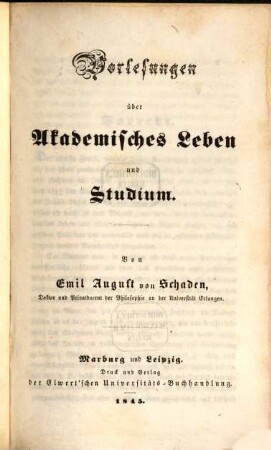 Vorlesungen
über
Akademisches Leben
und
Studium.
Von
Emil August von Schaden,
Doktor und Privatdocent der Philosophie an der Universität Erlangen.
Marburg und Leipzig.
Druck und Verlag
der Elwert'schen Universitäts-Buchhandlung.
1845.